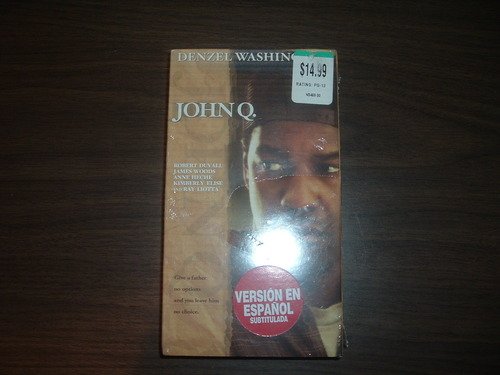 DENZEL WASHING
$14.99
RATING: PG-13
JOHN Q.
ROBERT DUVALL
JAMES WOODS
ANNE HECHE
KIMBERLY ELISE
AND RAY LIOTTA
Give a father
no options
and you leave him
no choice.
VERSIÓN EN
ESPAÑOL
SUBTITULADA